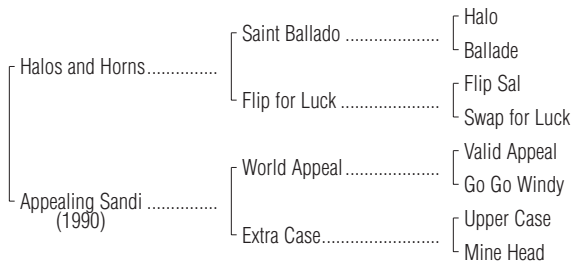 Saint Ballado
Halo
Ballade
Halos and Horns
Flip for Luck
Flip Sal
Swap for Luck
World Appeal
Valid Appeal
Go Go Windy
Appealing Sandi
(1990)
Extra Case
Upper Case
Mine Head